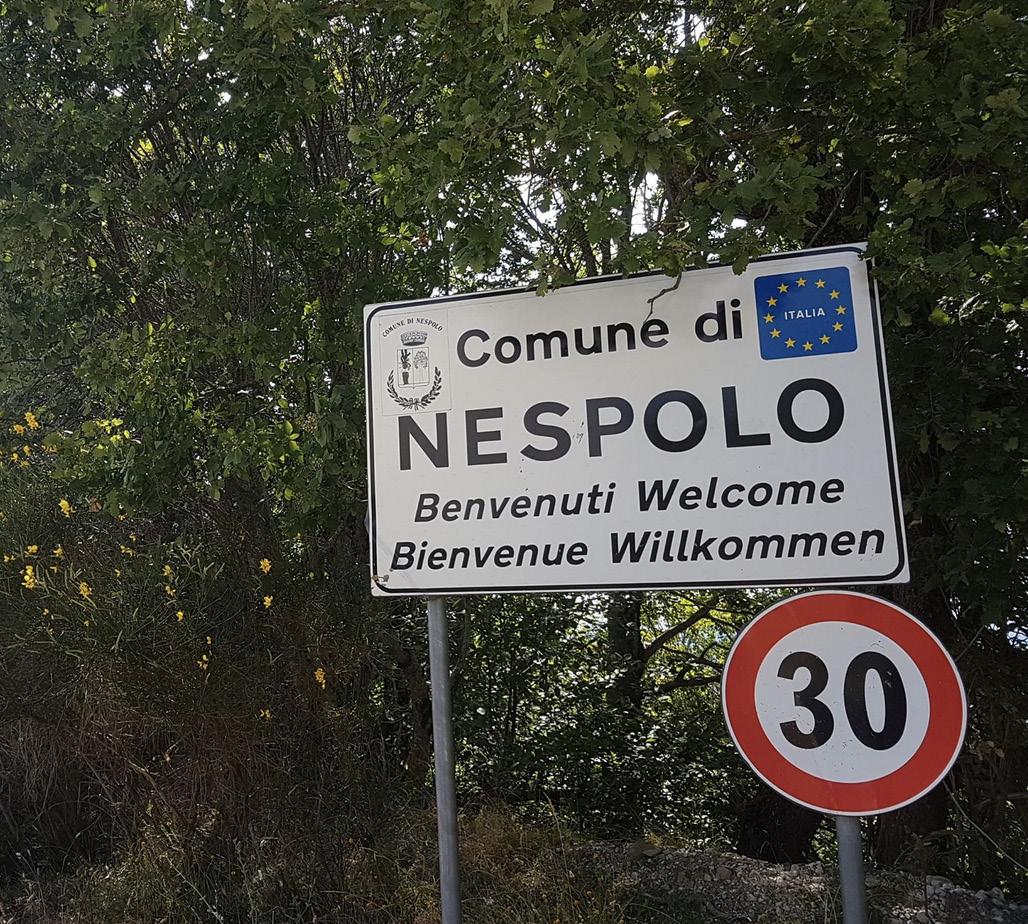 COMUNE DI NESPOLO
Comune di
ITALIA
NESPOLO
Benvenuti Welcome
Bienvenue Willkommen
30